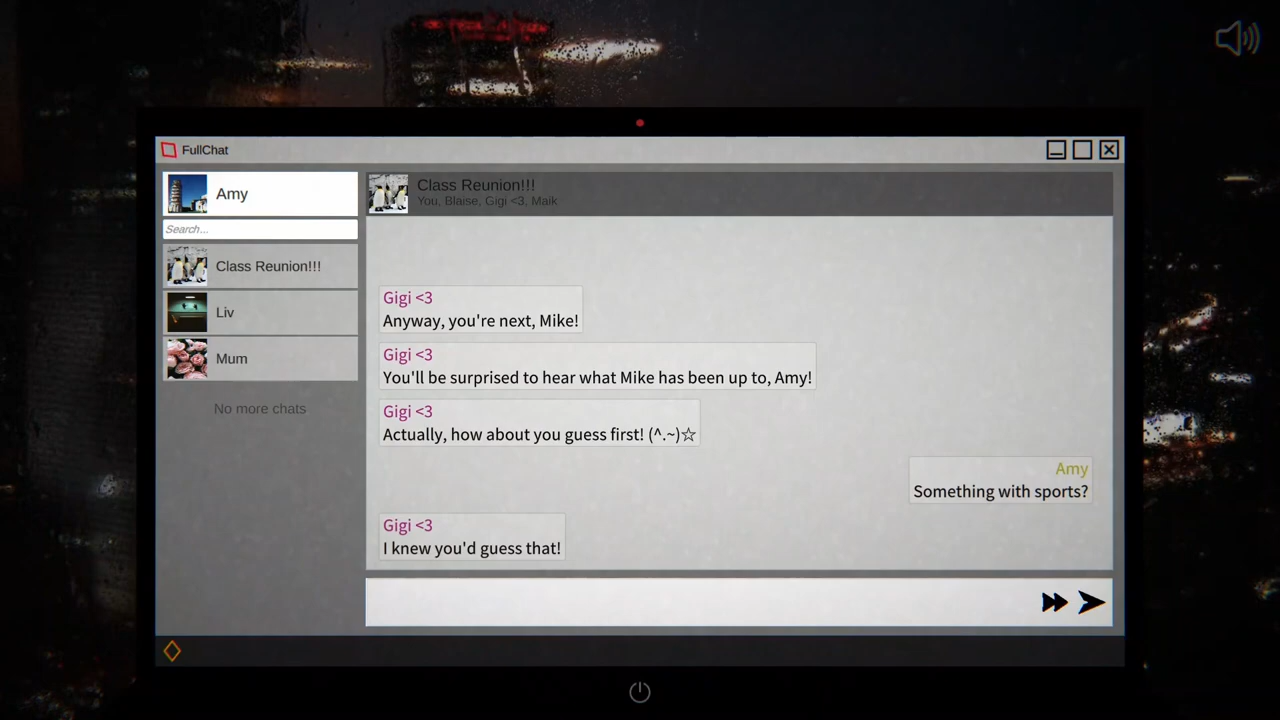 FullChat
Amy
Search...
Class Reunion!!!
Liv
Mum
No more chats
Class Reunion!!!
You, Blaise, Gigi <3, Maik
Gigi <3
Anyway, you're next, Mike!
Gigi <3
You'll be surprised to hear what Mike has been up to, Amy!
Gigi <3
Actually, how about you guess first! (^.~)☆
Amy
Something with sports?
Gigi <3
I knew you'd guess that!